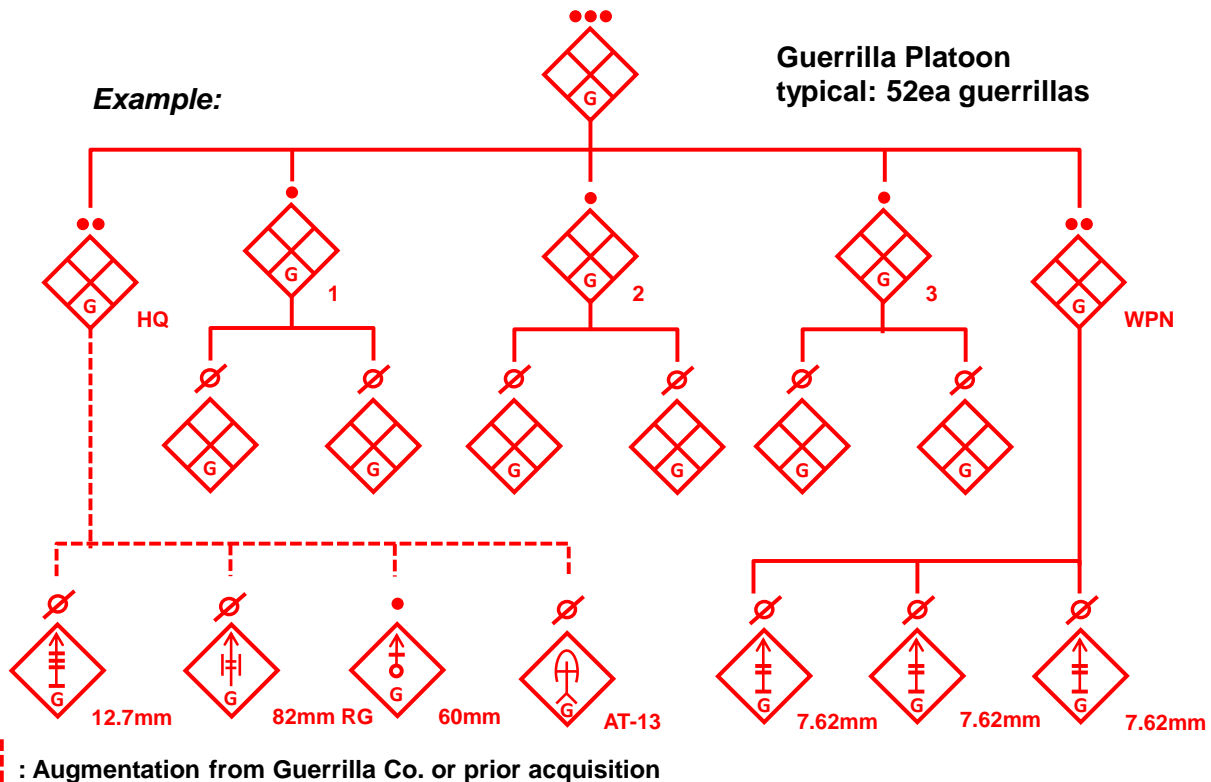 Guerrilla Platoon
typical: 52ea guerrillas
Example:
G
G
HQ
G
1
G
2
G
3
G
WPN
G
G
G
G
G
G
G
12.7mm
G
82mm RG
G
60mm
G
AT-13
G
7.62mm
G
7.62mm
G
7.62mm
: Augmentation from Guerrilla Co. or prior acquisition